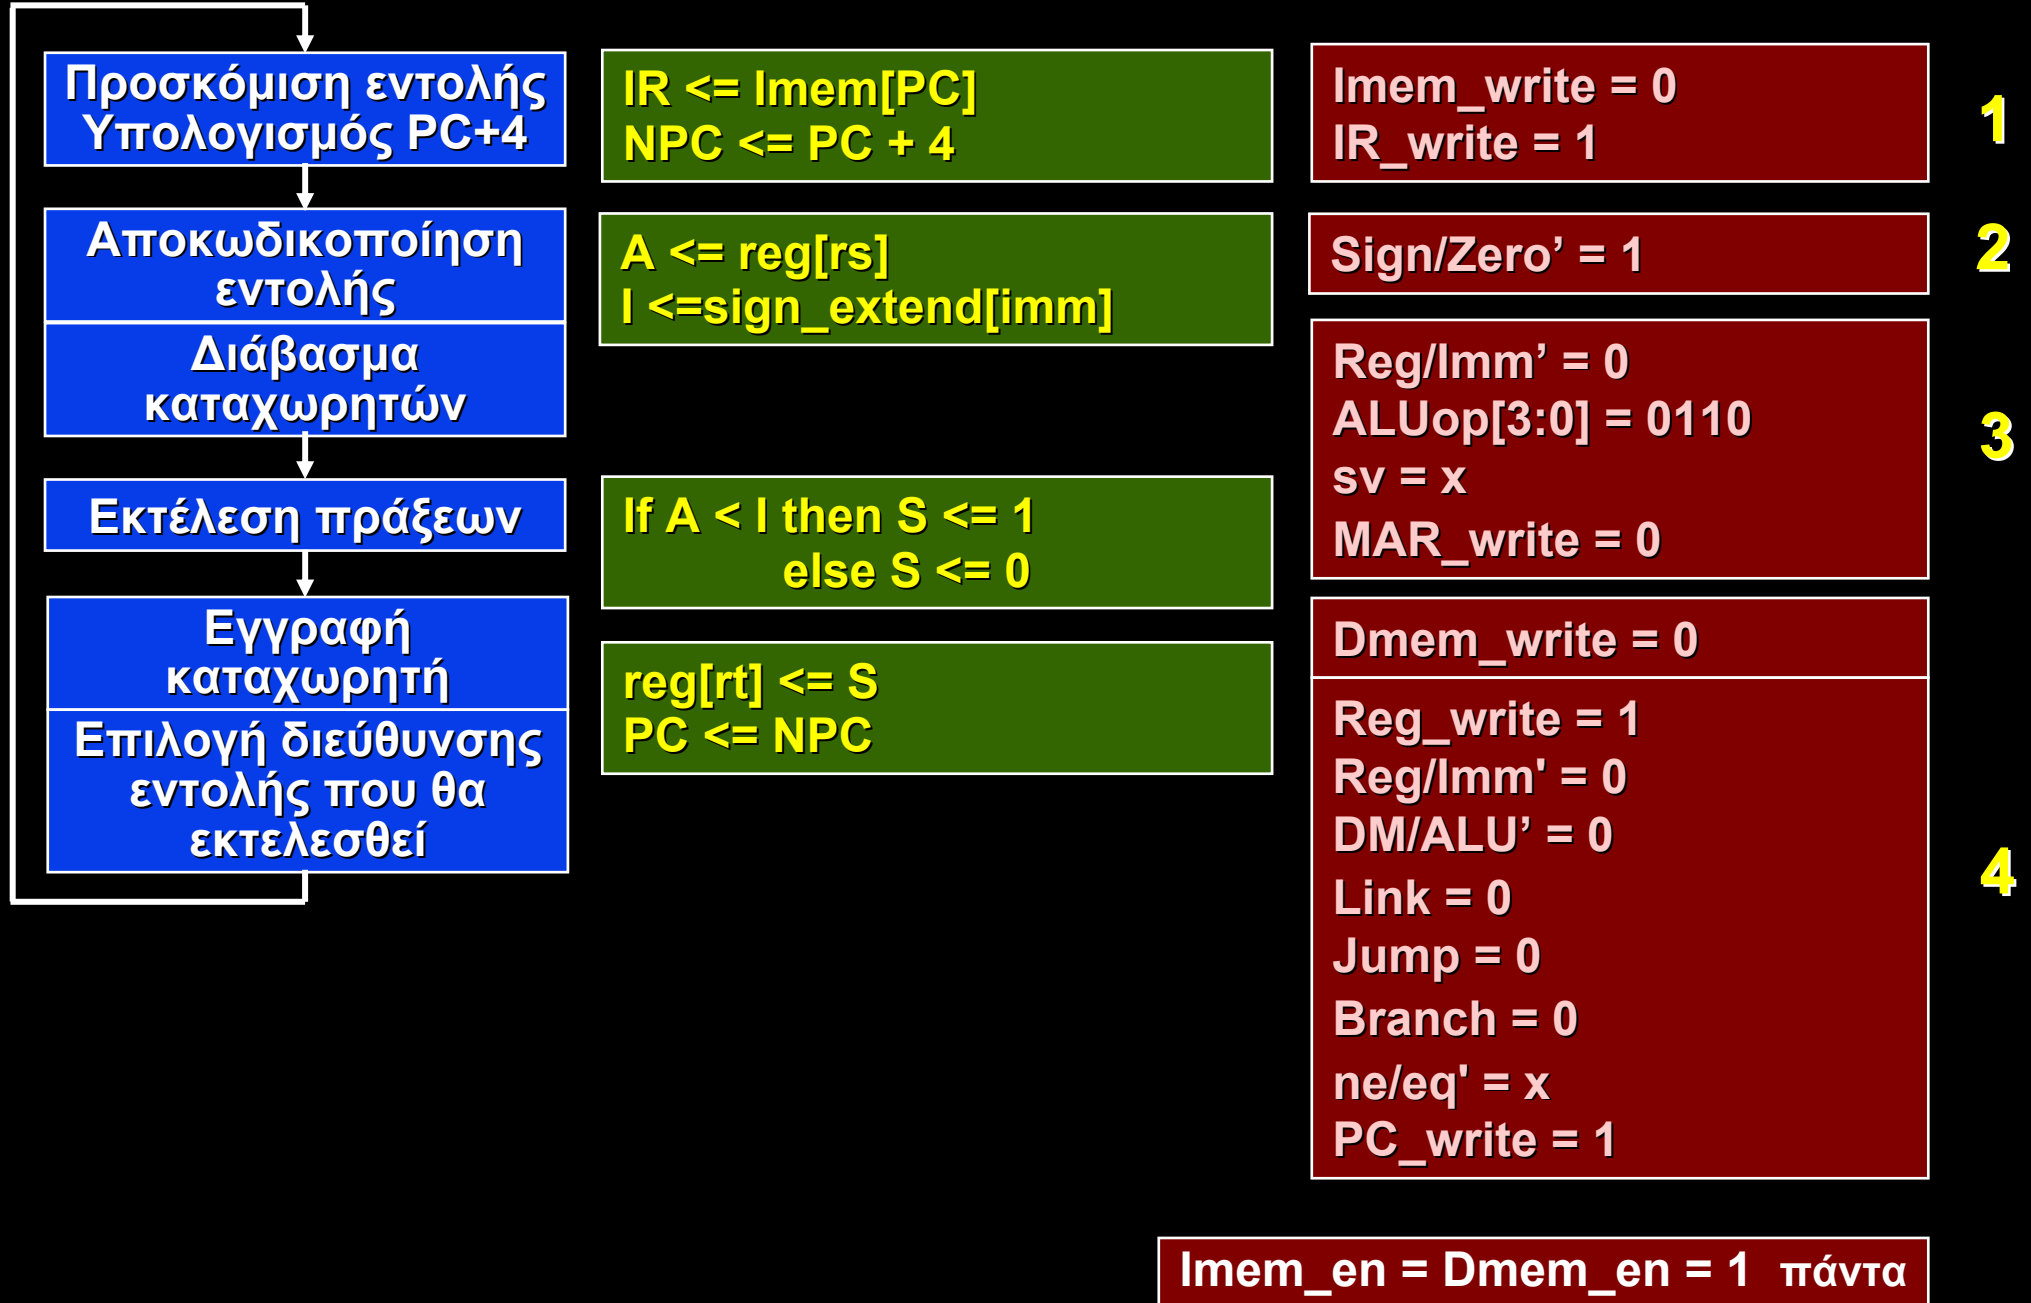 Προσκόμιση εντολής
Υπολογισμός PC+4
Αποκωδικοποίηση
εντολής
Διάβασμα
καταχωρητών
Εκτέλεση πράξεων
Εγγραφή
καταχωρητή
Επιλογή διεύθυνσης
εντολής που θα
εκτελεσθεί
IR <= Imem[PC]
NPC <= PC + 4
A <= reg[rs]
I <=sign_extend[imm]
If A < I then S <= 1
else S <= 0
reg[rt] <= S
PC <= NPC
Imem_write = 0
IR_write = 1
1
Sign/Zero’ = 1
2
Reg/Imm’ = 0
ALUop[3:0] = 0110
sv = x
MAR_write = 0
3
Dmem_write = 0
Reg_write = 1
Reg/Imm' = 0
DM/ALU’ = 0
Link = 0
Jump = 0
Branch = 0
ne/eq' = x
PC_write = 1
4
Imem_en = Dmem_en = 1 πάντα